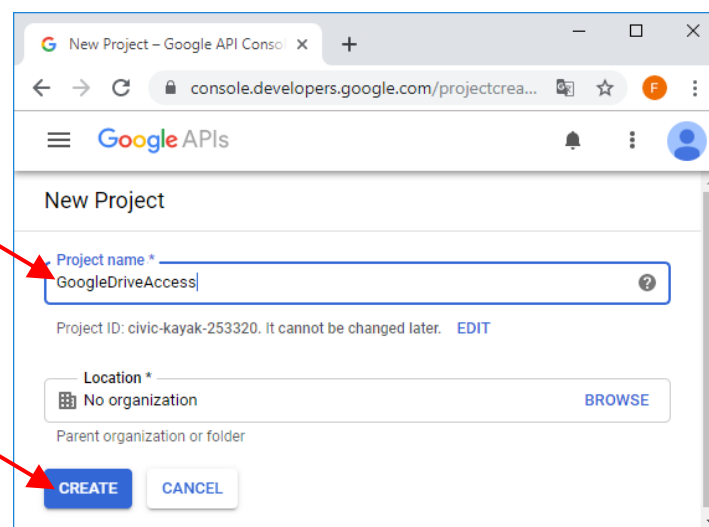 New Project – Google API Consol
console.developers.google.com/projectcrea...
F
Google APIs
New Project
Project name *
GoogleDriveAccess
Project ID: civic-kayak-253320. It cannot be changed later. EDIT
Location *
No organization BROWSE
Parent organization or folder
CREATE CANCEL